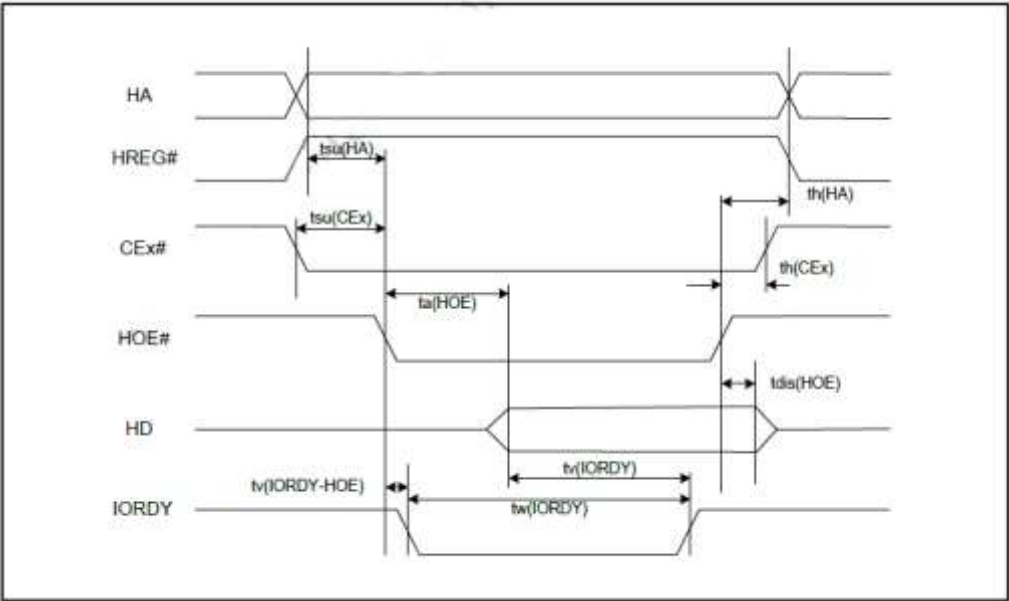 HA
HREG#
tsu(HA)
th(HA)
tsu(CEx)
CEx#
th(CEx)
ta(HOE)
HOE#
tdis(HOE)
HD
tv(IORDY)
tv(IORDY-HOE)
IORDY
tw(IORDY)